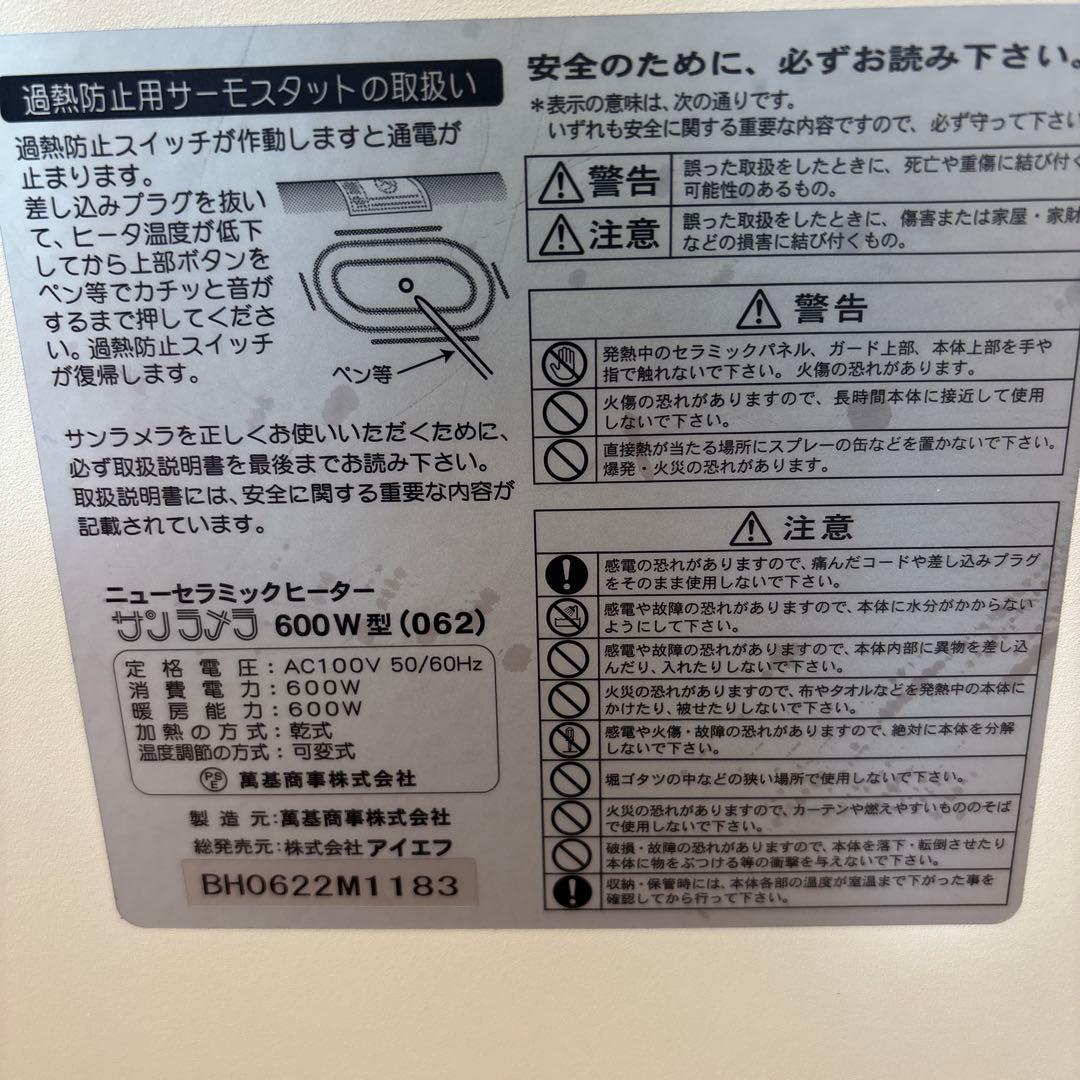 過熱防止用サーモスタットの取扱い
過熱防止スイッチが作動しますと通電が
止まります。
差し込みプラグを抜い
て、ヒータ温度が低下
してから上部ボタンを
ペン等でカチッと音が
するまで押してくださ
い。過熱防止スイッチ
が復帰します。
ペン等
サンラメラを正しくお使いいただくために、
必ず取扱説明書を最後までお読み下さい。
取扱説明書には、安全に関する重要な内容が
記載されています。
ニューセラミックヒーター
サンラメラ 600W型(062)
定格電圧:AC100V 50/60Hz
消費電力:600W
暖房能力:600W
加熱の方式:乾式
温度調節の方式:可変式
PSE 萬基商事株式会社
製造元:萬基商事株式会社
総発売元:株式会社アイエフ
BH0622M1183
安全のために、必ずお読み下さい。
*表示の意味は、次の通りです。
いずれも安全に関する重要な内容ですので、必ず守って下さい
警告
誤った取扱をしたときに、死亡や重傷に結び付く
可能性のあるもの。
注意
誤った取扱をしたときに、傷害または家屋・家財
などの損害に結び付くもの。
警告
発熱中のセラミックパネル、ガード上部、本体上部を手や
指で触れないで下さい。火傷の恐れがあります。
火傷の恐れがありますので、長時間本体に接近して使用
しないで下さい。
直接熱が当たる場所にスプレーの缶などを置かないで下さい。
爆発・火災の恐れがあります。
注意
感電の恐れがありますので、痛んだコードや差し込みプラグ
をそのまま使用しないで下さい。
感電や故障の恐れがありますので、本体に水分がかからない
ようにして下さい。
感電や故障の恐れがありますので、本体内部に異物を差し込
んだり、入れたりしないで下さい。
火災の恐れがありますので、布やタオルなどを発熱中の本体に
かけたり、被せたりしないで下さい。
感電や火傷・故障の恐れがありますので、絶対に本体を分解
しないで下さい。
堀ゴタツの中などの狭い場所で使用しないで下さい。
火災の恐れがありますので、カーテンや燃えやすいもののそば
で使用しないで下さい。
破損・故障の恐れがありますので、本体を落下・転倒させたり
本体に物をぶつける等の衝撃を与えないで下さい。
収納・保管時には、本体各部の温度が室温まで下がった事を
確認してから行って下さい。